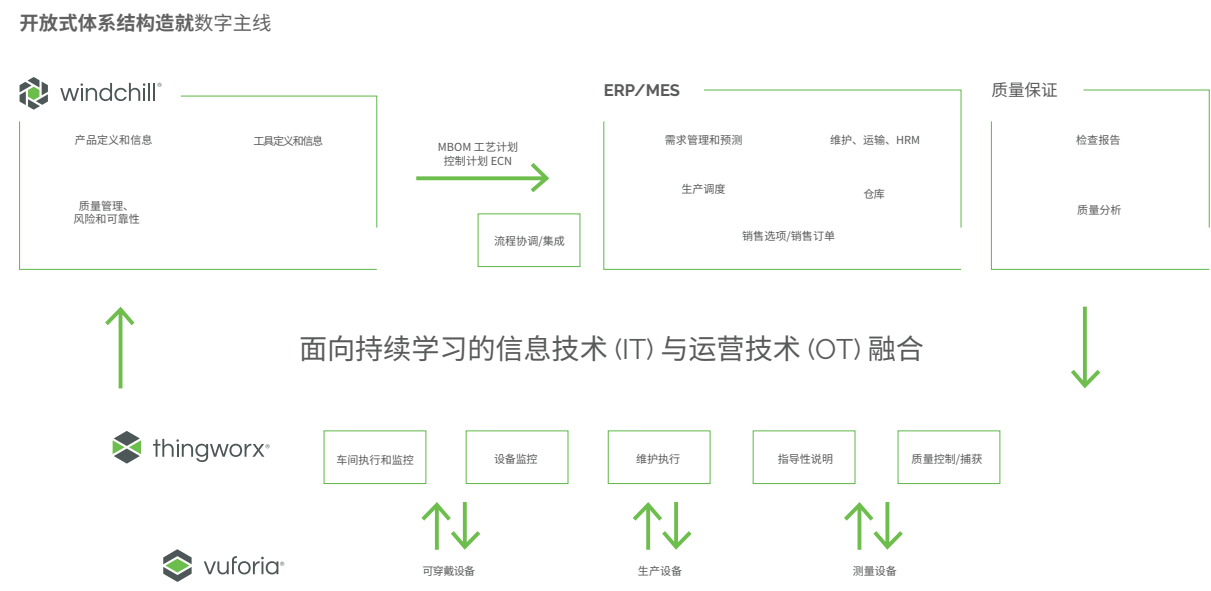 开放式体系结构造就数字主线
windchill®
产品定义和信息
工具定义和信息
质量管理、
风险和可靠性
MBOM 工艺计划
控制计划 ECN
流程协调/集成
ERP/MES
需求管理和预测
维护、运输、HRM
生产调度
仓库
销售选项/销售订单
质量保证
检查报告
质量分析
面向持续学习的信息技术 (IT) 与运营技术 (OT) 融合
thingworx®
车间执行和监控
设备监控
维护执行
指导性说明
质量控制/捕获
vuforia®
可穿戴设备
生产设备
测量设备